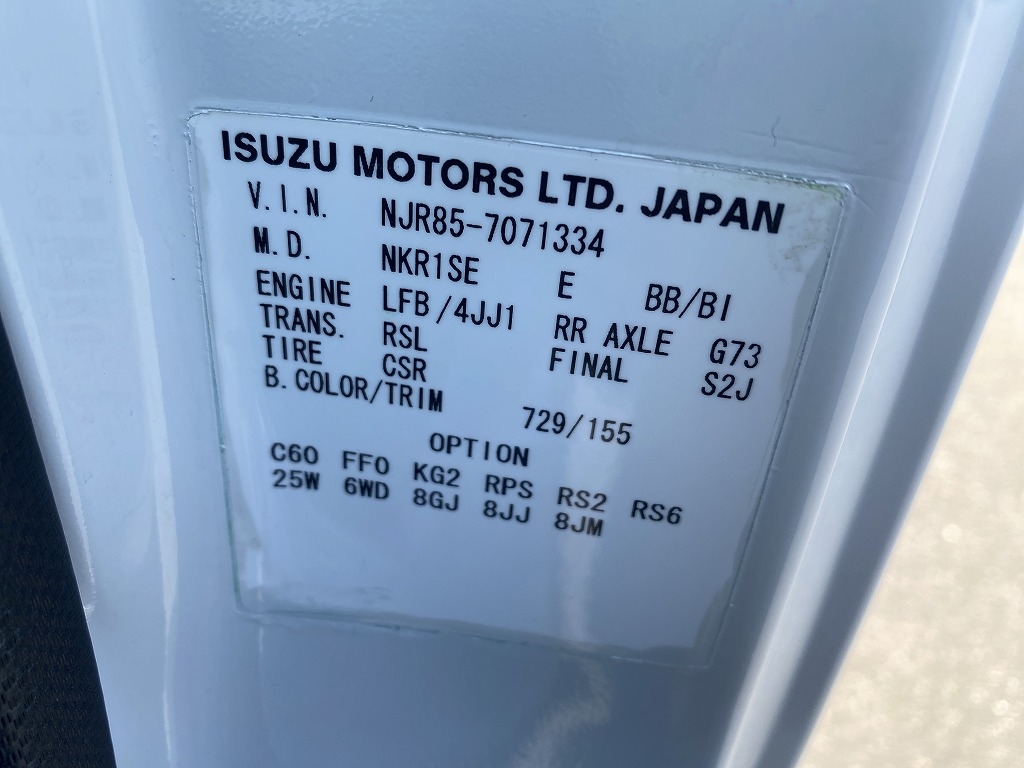 ISUZU MOTORS LTD. JAPAN
V.I.N. NJR85-7071334
M.D. NKR1SE E BB/BI
ENGINE LFB/4JJ1 RR AXLE G73
TRANS. RSL FINAL S2J
TIRE CSR
B.COLOR/TRIM 729/155
OPTION
C60 FF0 KG2 RPS RS2 RS6
25W 6WD 8GJ 8JJ 8JM